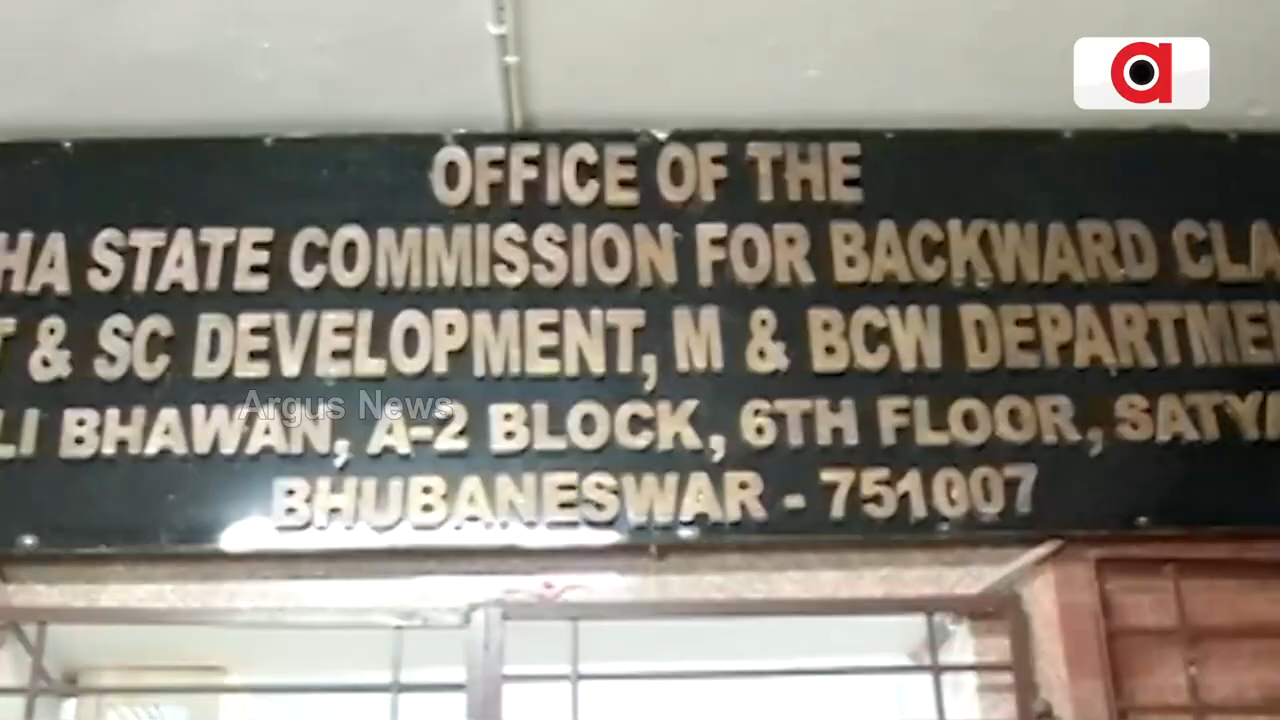 OFFICE OF THE
HA STATE COMMISSION FOR BACKWARD CLA
T & SC DEVELOPMENT, M & BCW DEPARTME
LI BHAWAN, A-2 BLOCK, 6TH FLOOR, SATYA
BHUBANESWAR - 751007
Argus News
a